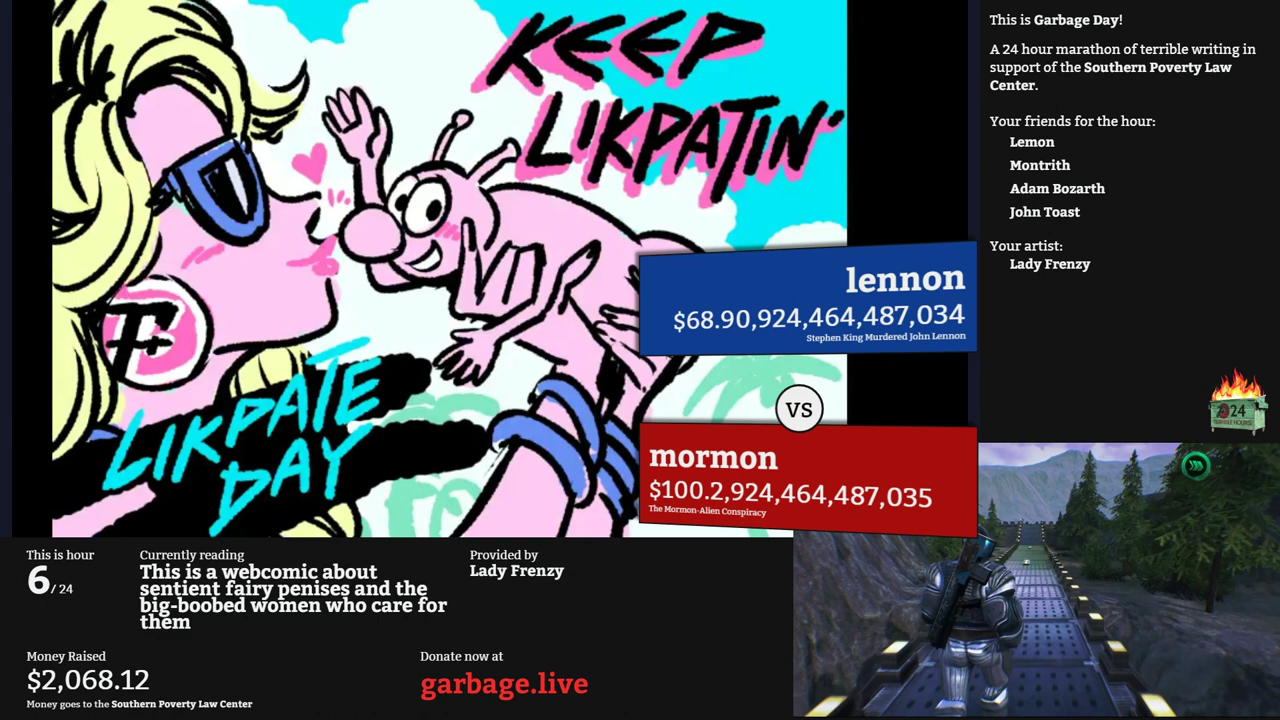 KEEP
LIKPATIN'
F+
LIKPATE
DAY
lennon
$68.90,924,464,487,034
Stephen King Murdered John Lennon
VS
mormon
$100.2,924,464,487,035
The Mormon-Alien Conspiracy
This is Garbage Day!
A 24 hour marathon of terrible writing in
support of the Southern Poverty Law
Center.
Your friends for the hour:
Lemon
Montrith
Adam Bozarth
John Toast
Your artist:
Lady Frenzy
This is hour
6/ 24
Currently reading
This is a webcomic about
sentient fairy penises and the
big-boobed women who care for
them
Provided by
Lady Frenzy
Money Raised
$2,068.12
Money goes to the Southern Poverty Law Center
Donate now at
garbage.live